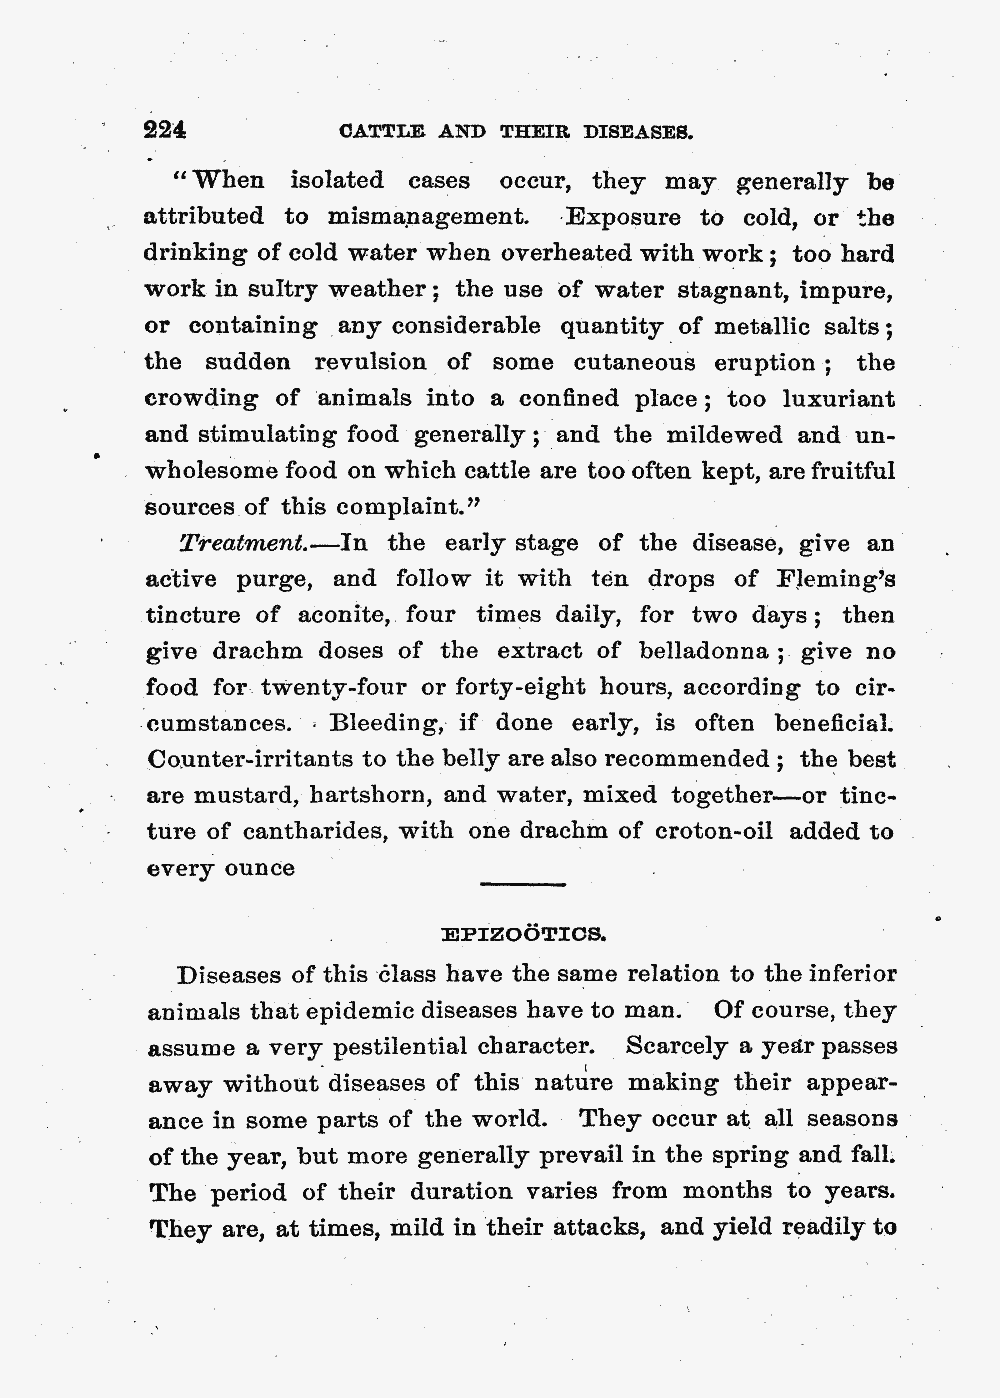 224 CATTLE AND THEIR DISEASES.
“When isolated cases occur, they may generally be
attributed to mismanagement. Exposure to cold, or the
drinking of cold water when overheated with work; too hard
work in sultry weather; the use of water stagnant, impure,
or containing any considerable quantity of metallic salts;
the sudden revulsion of some cutaneous eruption; the
crowding of animals into a confined place; too luxuriant
and stimulating food generally; and the mildewed and un-
wholesome food on which cattle are too often kept, are fruitful
sources of this complaint.”
Treatment.—In the early stage of the disease, give an
active purge, and follow it with ten drops of Fleming’s
tincture of aconite, four times daily, for two days; then
give drachm doses of the extract of belladonna; give no
food for twenty-four or forty-eight hours, according to cir-
cumstances. Bleeding, if done early, is often beneficial.
Counter-irritants to the belly are also recommended; the best
are mustard, hartshorn, and water, mixed together—or tinc-
ture of cantharides, with one drachm of croton-oil added to
every ounce
EPIZOÖTICS.
Diseases of this class have the same relation to the inferior
animals that epidemic diseases have to man. Of course, they
assume a very pestilential character. Scarcely a year passes
away without diseases of this nature making their appear-
ance in some parts of the world. They occur at all seasons
of the year, but more generally prevail in the spring and fall.
The period of their duration varies from months to years.
They are, at times, mild in their attacks, and yield readily to